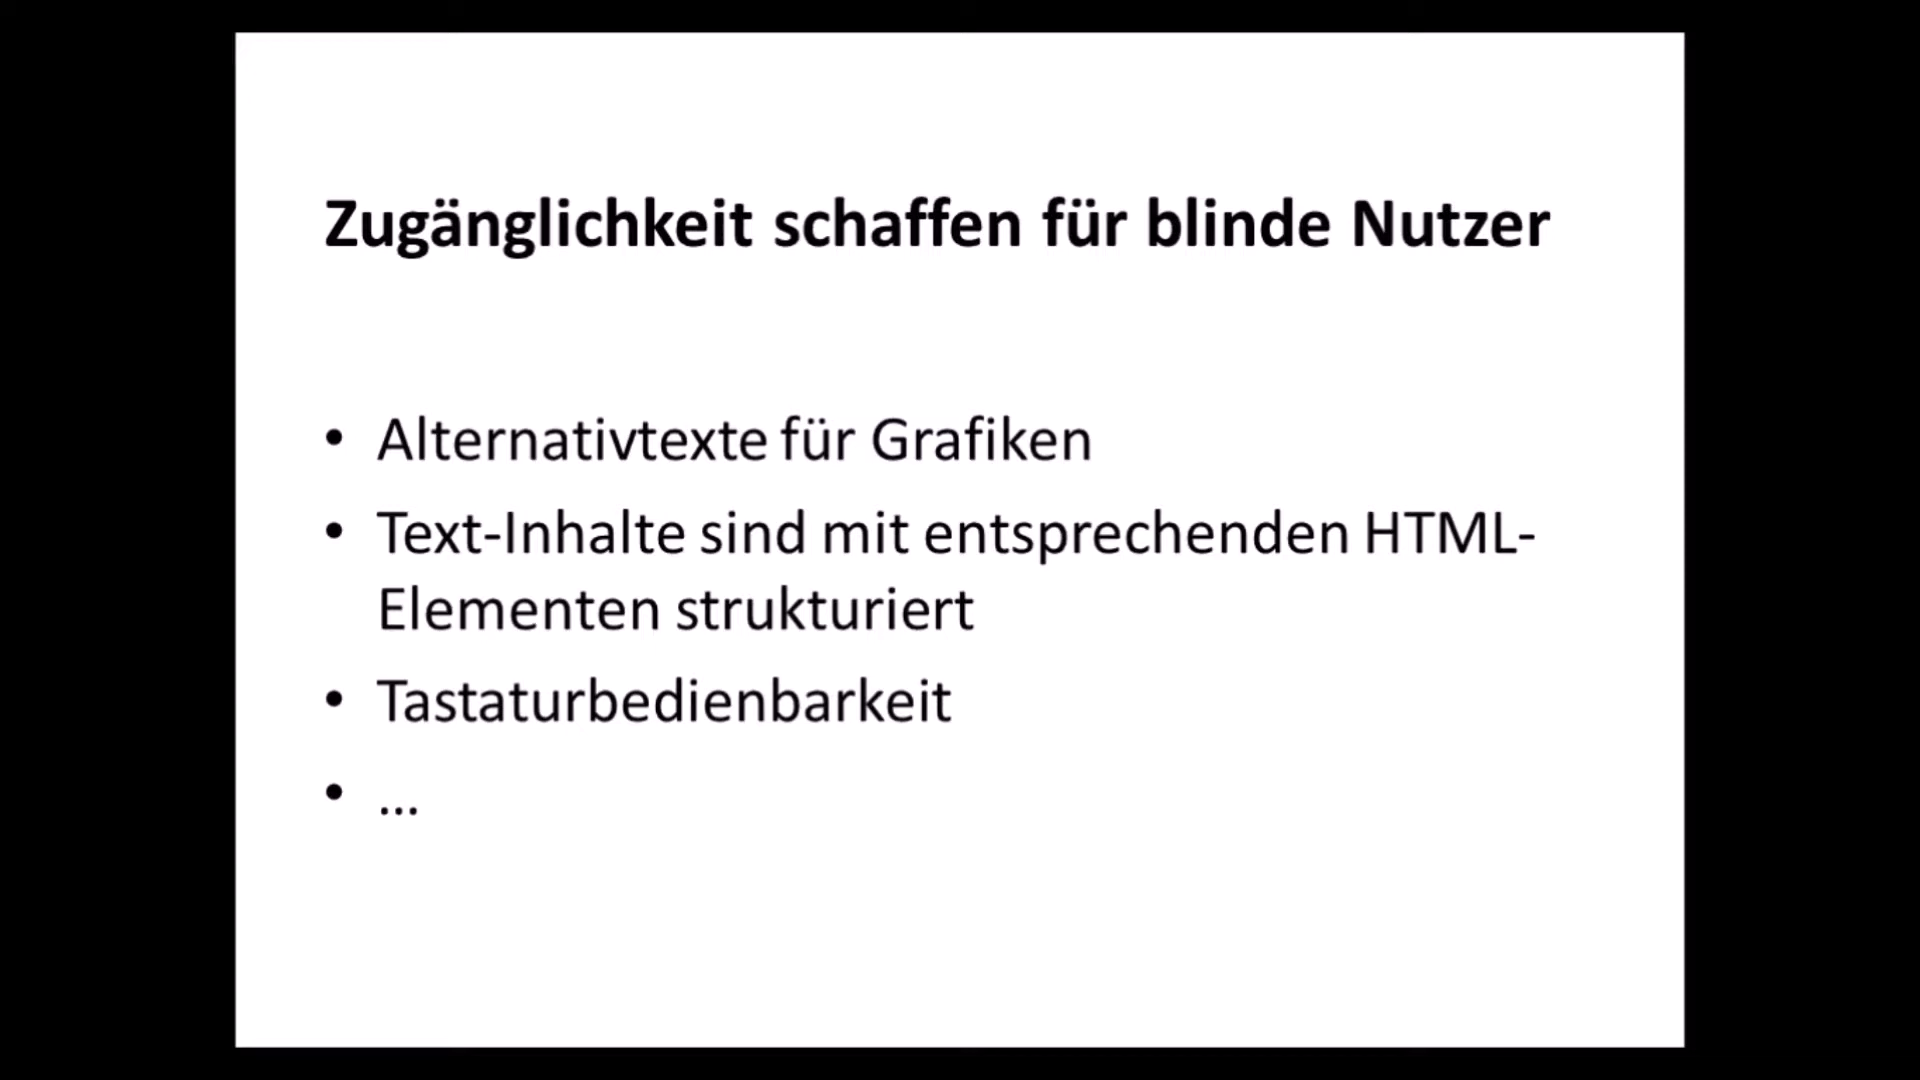 Zugänglichkeit schaffen für blinde Nutzer
• Alternativtexte für Grafiken
• Text-Inhalte sind mit entsprechenden HTML-
Elementen strukturiert
• Tastaturbedienbarkeit
• ...